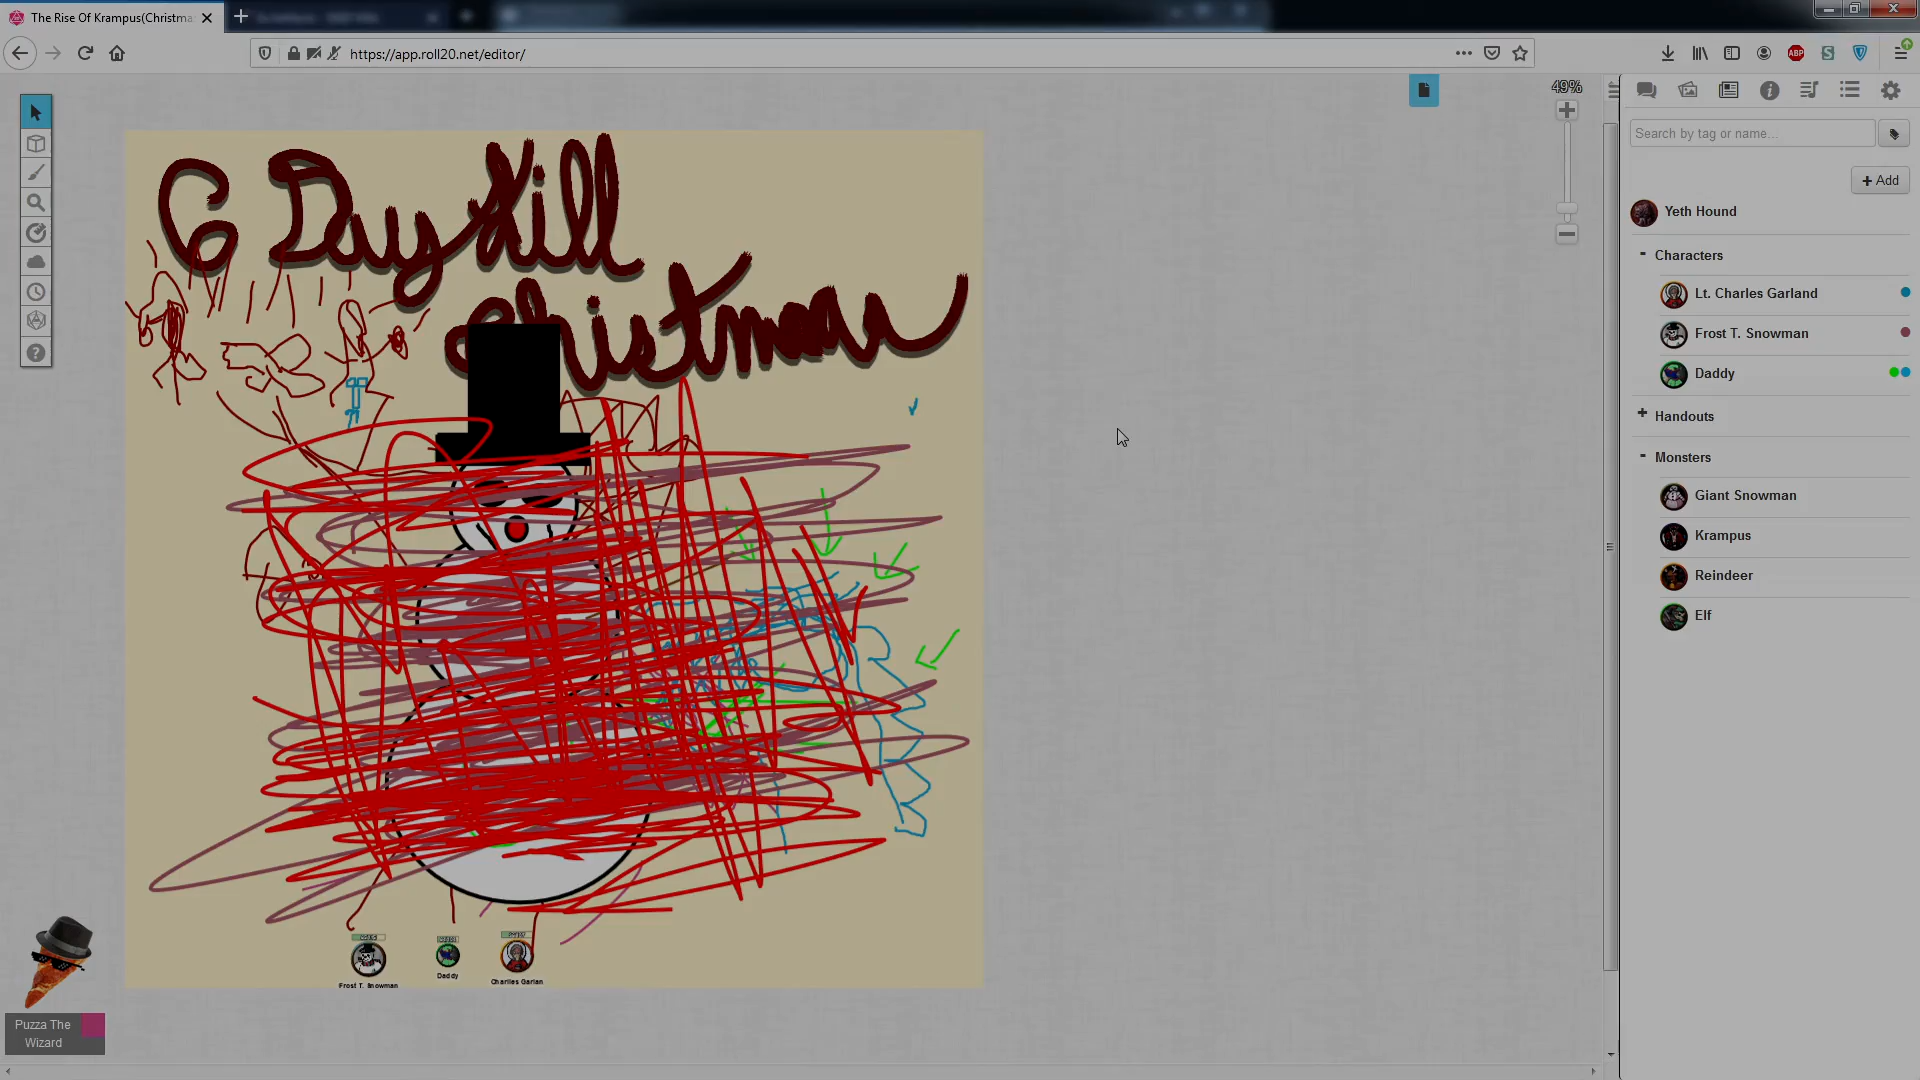 The Rise Of Krampus(Christma
https://app.roll20.net/editor/
ABP
49%
Search by tag or name...
+ Add
Yeth Hound
Characters
Lt. Charles Garland
Frost T. Snowman
Daddy
Handouts
Monsters
Giant Snowman
Krampus
Reindeer
Elf
6 Day Kill
Christmas
Frost T. Snowman
Daddy
Charlies Garlan
Puzza The
Wizard